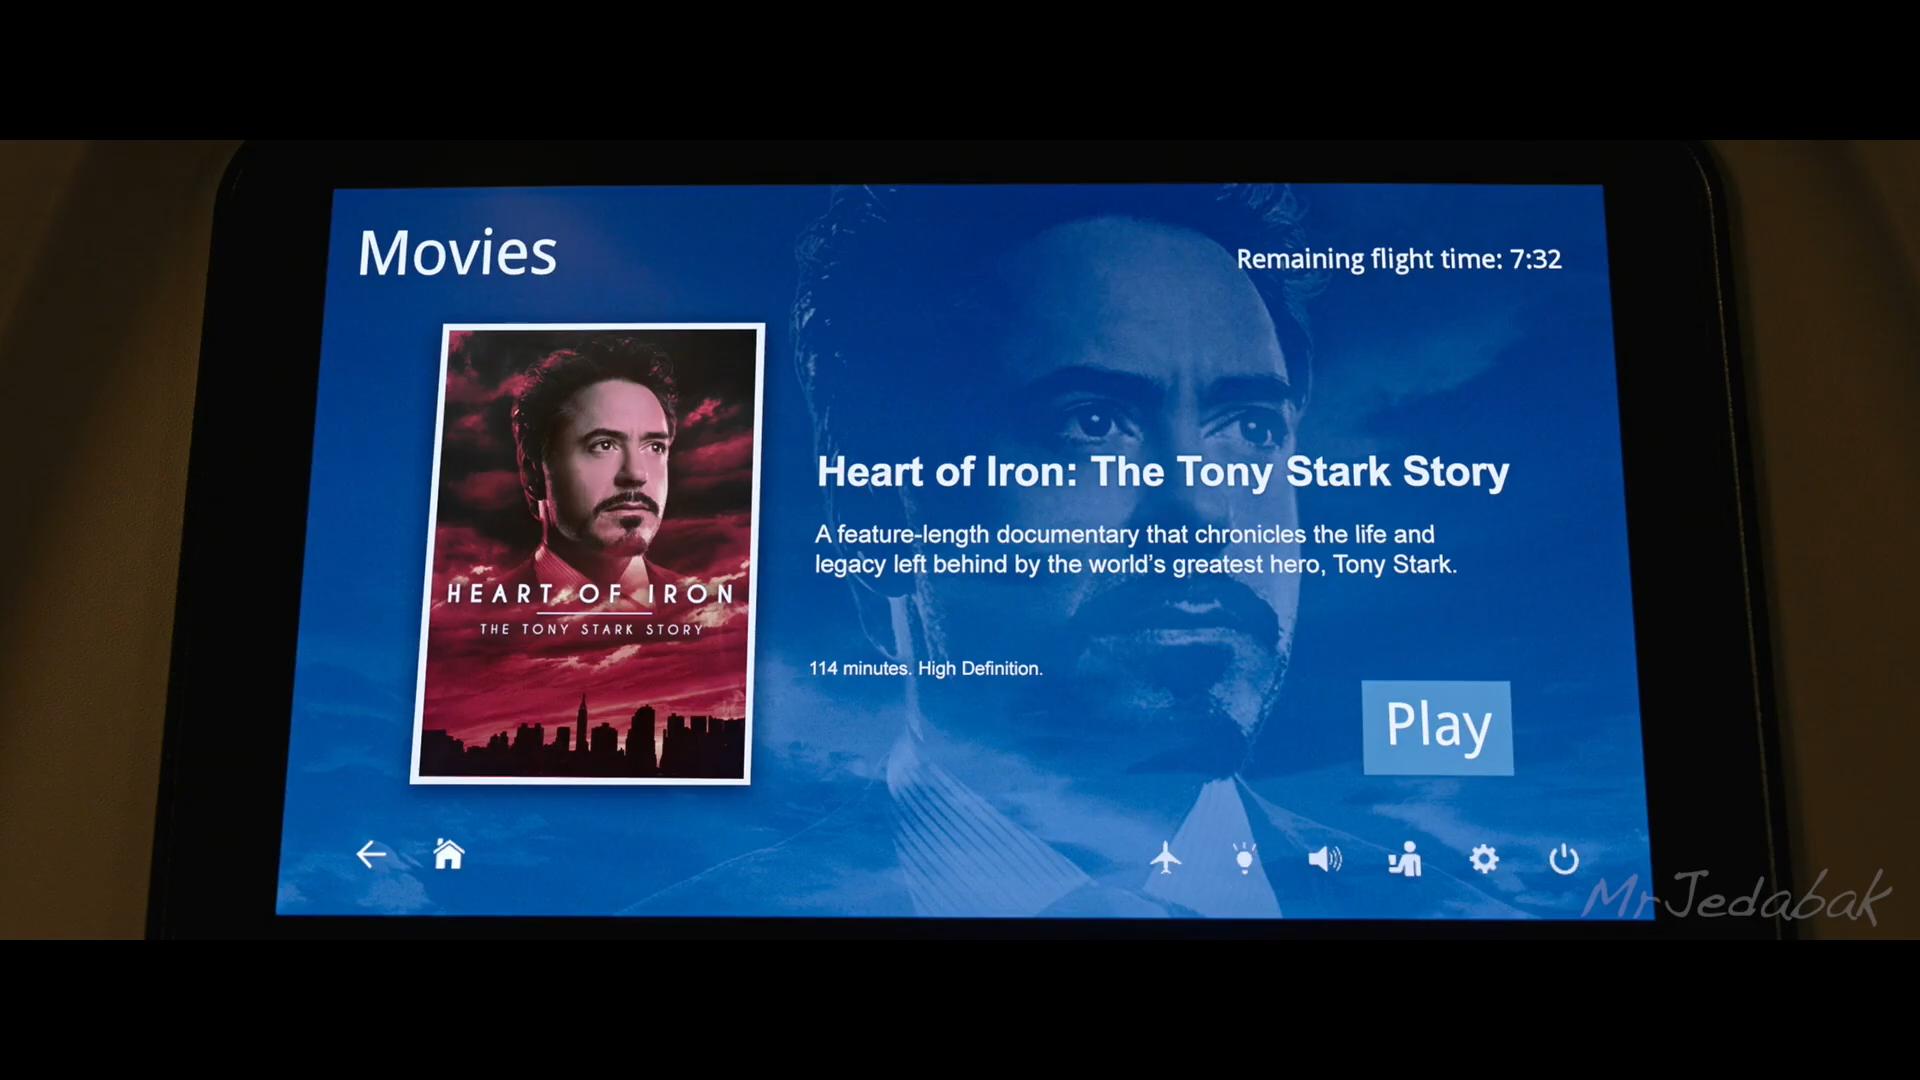 Movies
Remaining flight time: 7:32
HEART OF IRON
THE TONY STARK STORY
Heart of Iron: The Tony Stark Story
A feature-length documentary that chronicles the life and
legacy left behind by the world’s greatest hero, Tony Stark.
114 minutes. High Definition.
Play
MrJedabak